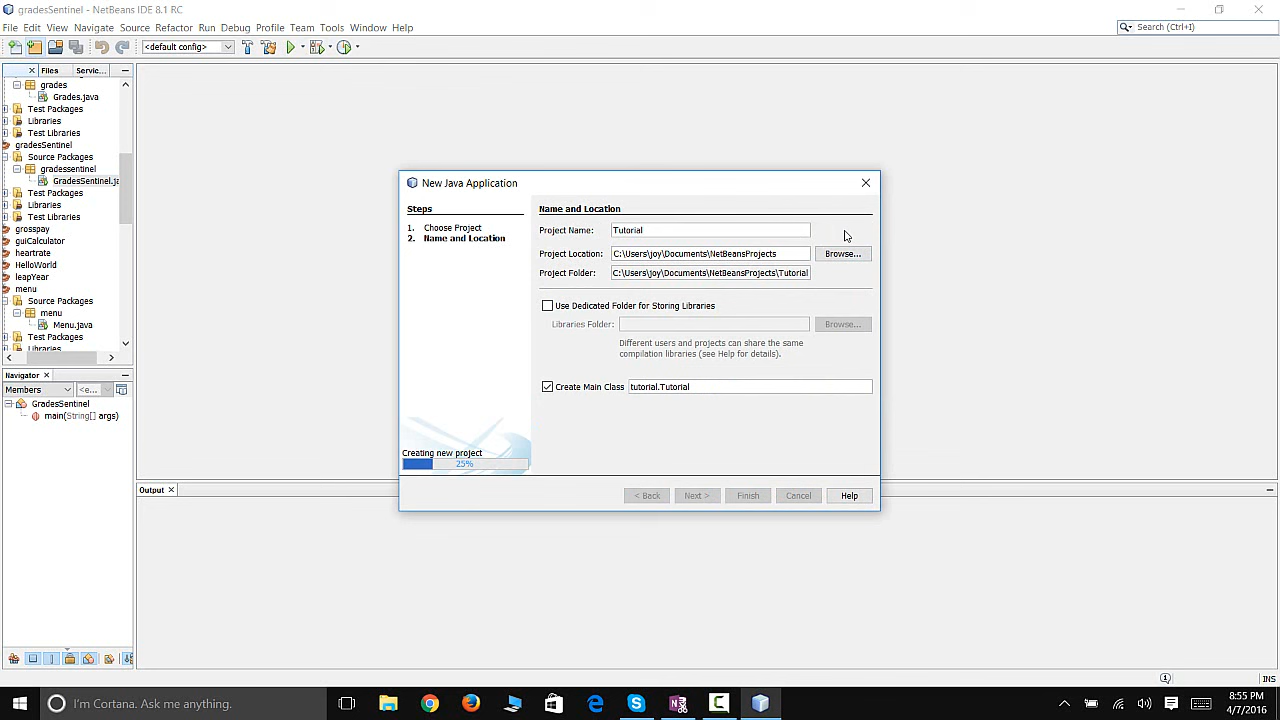 gradesSentinel - NetBeans IDE 8.1 RC
File Edit View Navigate Source Refactor Run Debug Profile Team Tools Window Help
Search (Ctrl+I)
<default config>
Files Servic...
grades
Grades.java
Test Packages
Libraries
Test Libraries
gradesSentinel
Source Packages
gradessentinel
GradesSentinel.ja
Test Packages
Libraries
Test Libraries
grosspay
guiCalculator
heartrate
HelloWorld
leapYear
menu
Source Packages
menu
Menu.java
Test Packages
Libraries
Navigator
Members
<e...
GradesSentinel
main(String[] args)
New Java Application
Steps
1. Choose Project
2. Name and Location
Creating new project
25%
Name and Location
Project Name: Tutorial
Project Location: C:\Users\joy\Documents\NetBeansProjects Browse...
Project Folder: C:\Users\joy\Documents\NetBeansProjects\Tutorial
Use Dedicated Folder for Storing Libraries
Libraries Folder: Browse...
Different users and projects can share the same
compilation libraries (see Help for details).
Create Main Class tutorial.Tutorial
< Back Next > Finish Cancel Help
Output
1
INS
I'm Cortana. Ask me anything.
8:55 PM
4/7/2016